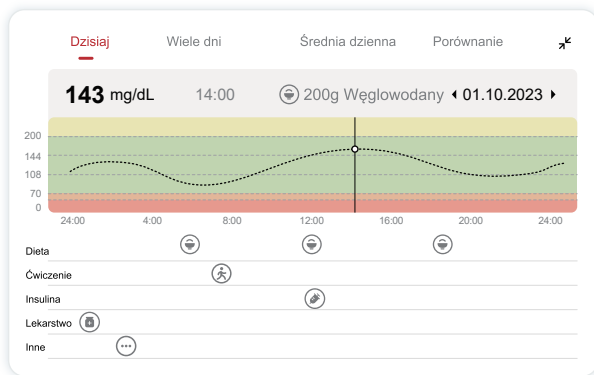 Dzisiaj Wiele dni Średnia dzienna Porównanie
143 mg/dL 14:00 200g Węglowodany 01.10.2023
200
144
108
70
0
24:00 4:00 8:00 12:00 16:00 20:00 24:00
Dieta
Ćwiczenie
Insulina
Lekarstwo
Inne